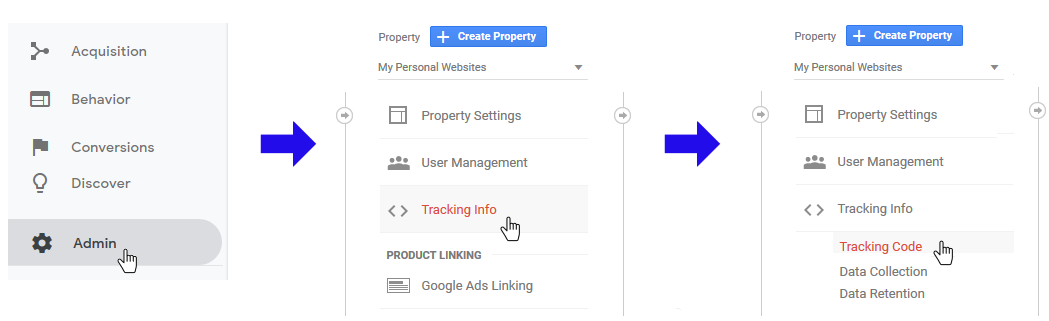 Acquisition
Behavior
Conversions
Discover
Admin
Property
Create Property
My Personal Websites
Property Settings
User Management
Tracking Info
PRODUCT LINKING
Google Ads Linking
Property
Create Property
My Personal Websites
Property Settings
User Management
Tracking Info
Tracking Code
Data Collection
Data Retention